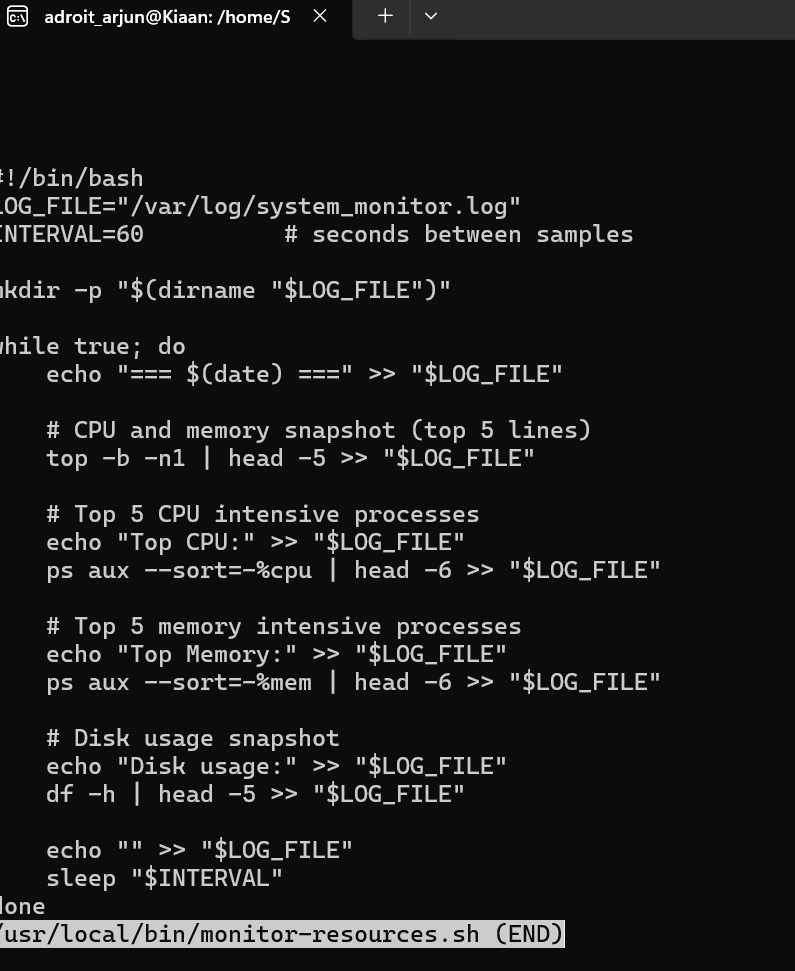 adroit_arjun@Kiaan: /home/S
#!/bin/bash
LOG_FILE="/var/log/system_monitor.log"
INTERVAL=60          # seconds between samples
mkdir -p "$(dirname "$LOG_FILE")"
while true; do
    echo "=== $(date) ===" >> "$LOG_FILE"
    # CPU and memory snapshot (top 5 lines)
    top -b -n1 | head -5 >> "$LOG_FILE"
    # Top 5 CPU intensive processes
    echo "Top CPU:" >> "$LOG_FILE"
    ps aux --sort=-%cpu | head -6 >> "$LOG_FILE"
    # Top 5 memory intensive processes
    echo "Top Memory:" >> "$LOG_FILE"
    ps aux --sort=-%mem | head -6 >> "$LOG_FILE"
    # Disk usage snapshot
    echo "Disk usage:" >> "$LOG_FILE"
    df -h | head -5 >> "$LOG_FILE"
    echo "" >> "$LOG_FILE"
    sleep "$INTERVAL"
done
/usr/local/bin/monitor-resources.sh (END)